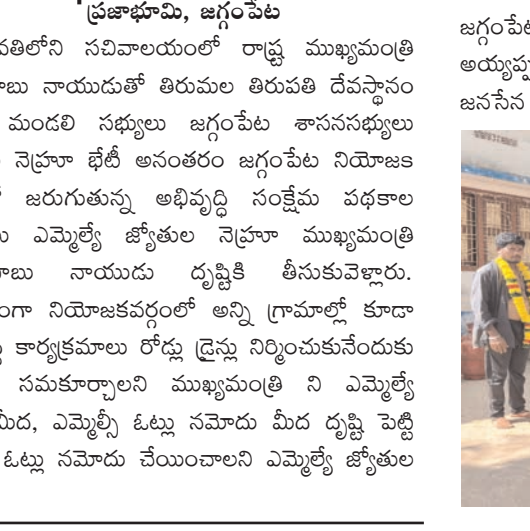 ప్రజాభూమి, జగ్గంపేట
సచివాలయంలో రాష్ట్ర ముఖ్యమంత్రి
నాయుడుతో తిరుమల తిరుపతి దేవస్థానం
మండలి సభ్యులు జగ్గంపేట శాసనసభ్యులు
నెహ్రూ భేటీ అనంతరం జగ్గంపేట నియోజక
జరుగుతున్న అభివృద్ధి సంక్షేమ పథకాల
ఎమ్మెల్యే జ్యోతుల నెహ్రూ ముఖ్యమంత్రి
నాయుడు దృష్టికి తీసుకువెళ్లారు.
నియోజకవర్గంలో అన్ని గ్రామాల్లో కూడా
కార్యక్రమాలు రోడ్లు డ్రైన్లు నిర్మించుకునేందుకు
సమకూర్చాలని ముఖ్యమంత్రి ని ఎమ్మెల్యే
మీద, ఎమ్మెల్సీ ఓట్లు నమోదు మీద దృష్టి పెట్టి
ఓట్లు నమోదు చేయించాలని ఎమ్మెల్యే జ్యోతుల
జగ్గంపేట
అయ్యప్ప
జనసేన